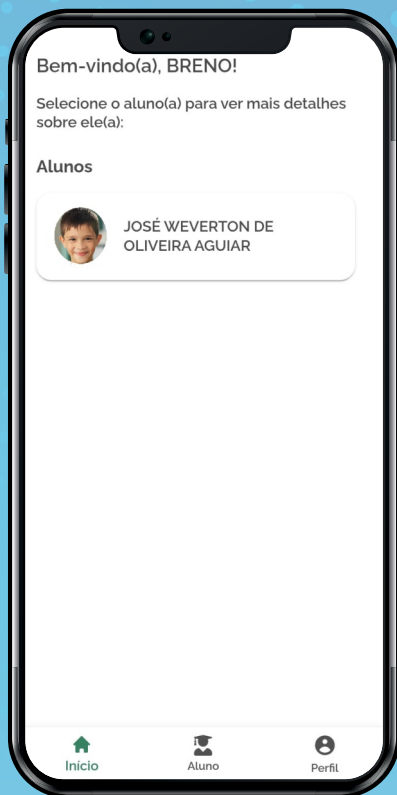 Bem-vindo(a), BRENO!
Selecione o aluno(a) para ver mais detalhes
sobre ele(a):
Alunos
JOSÉ WEVERTON DE
OLIVEIRA AGUIAR
Início
Aluno
Perfil